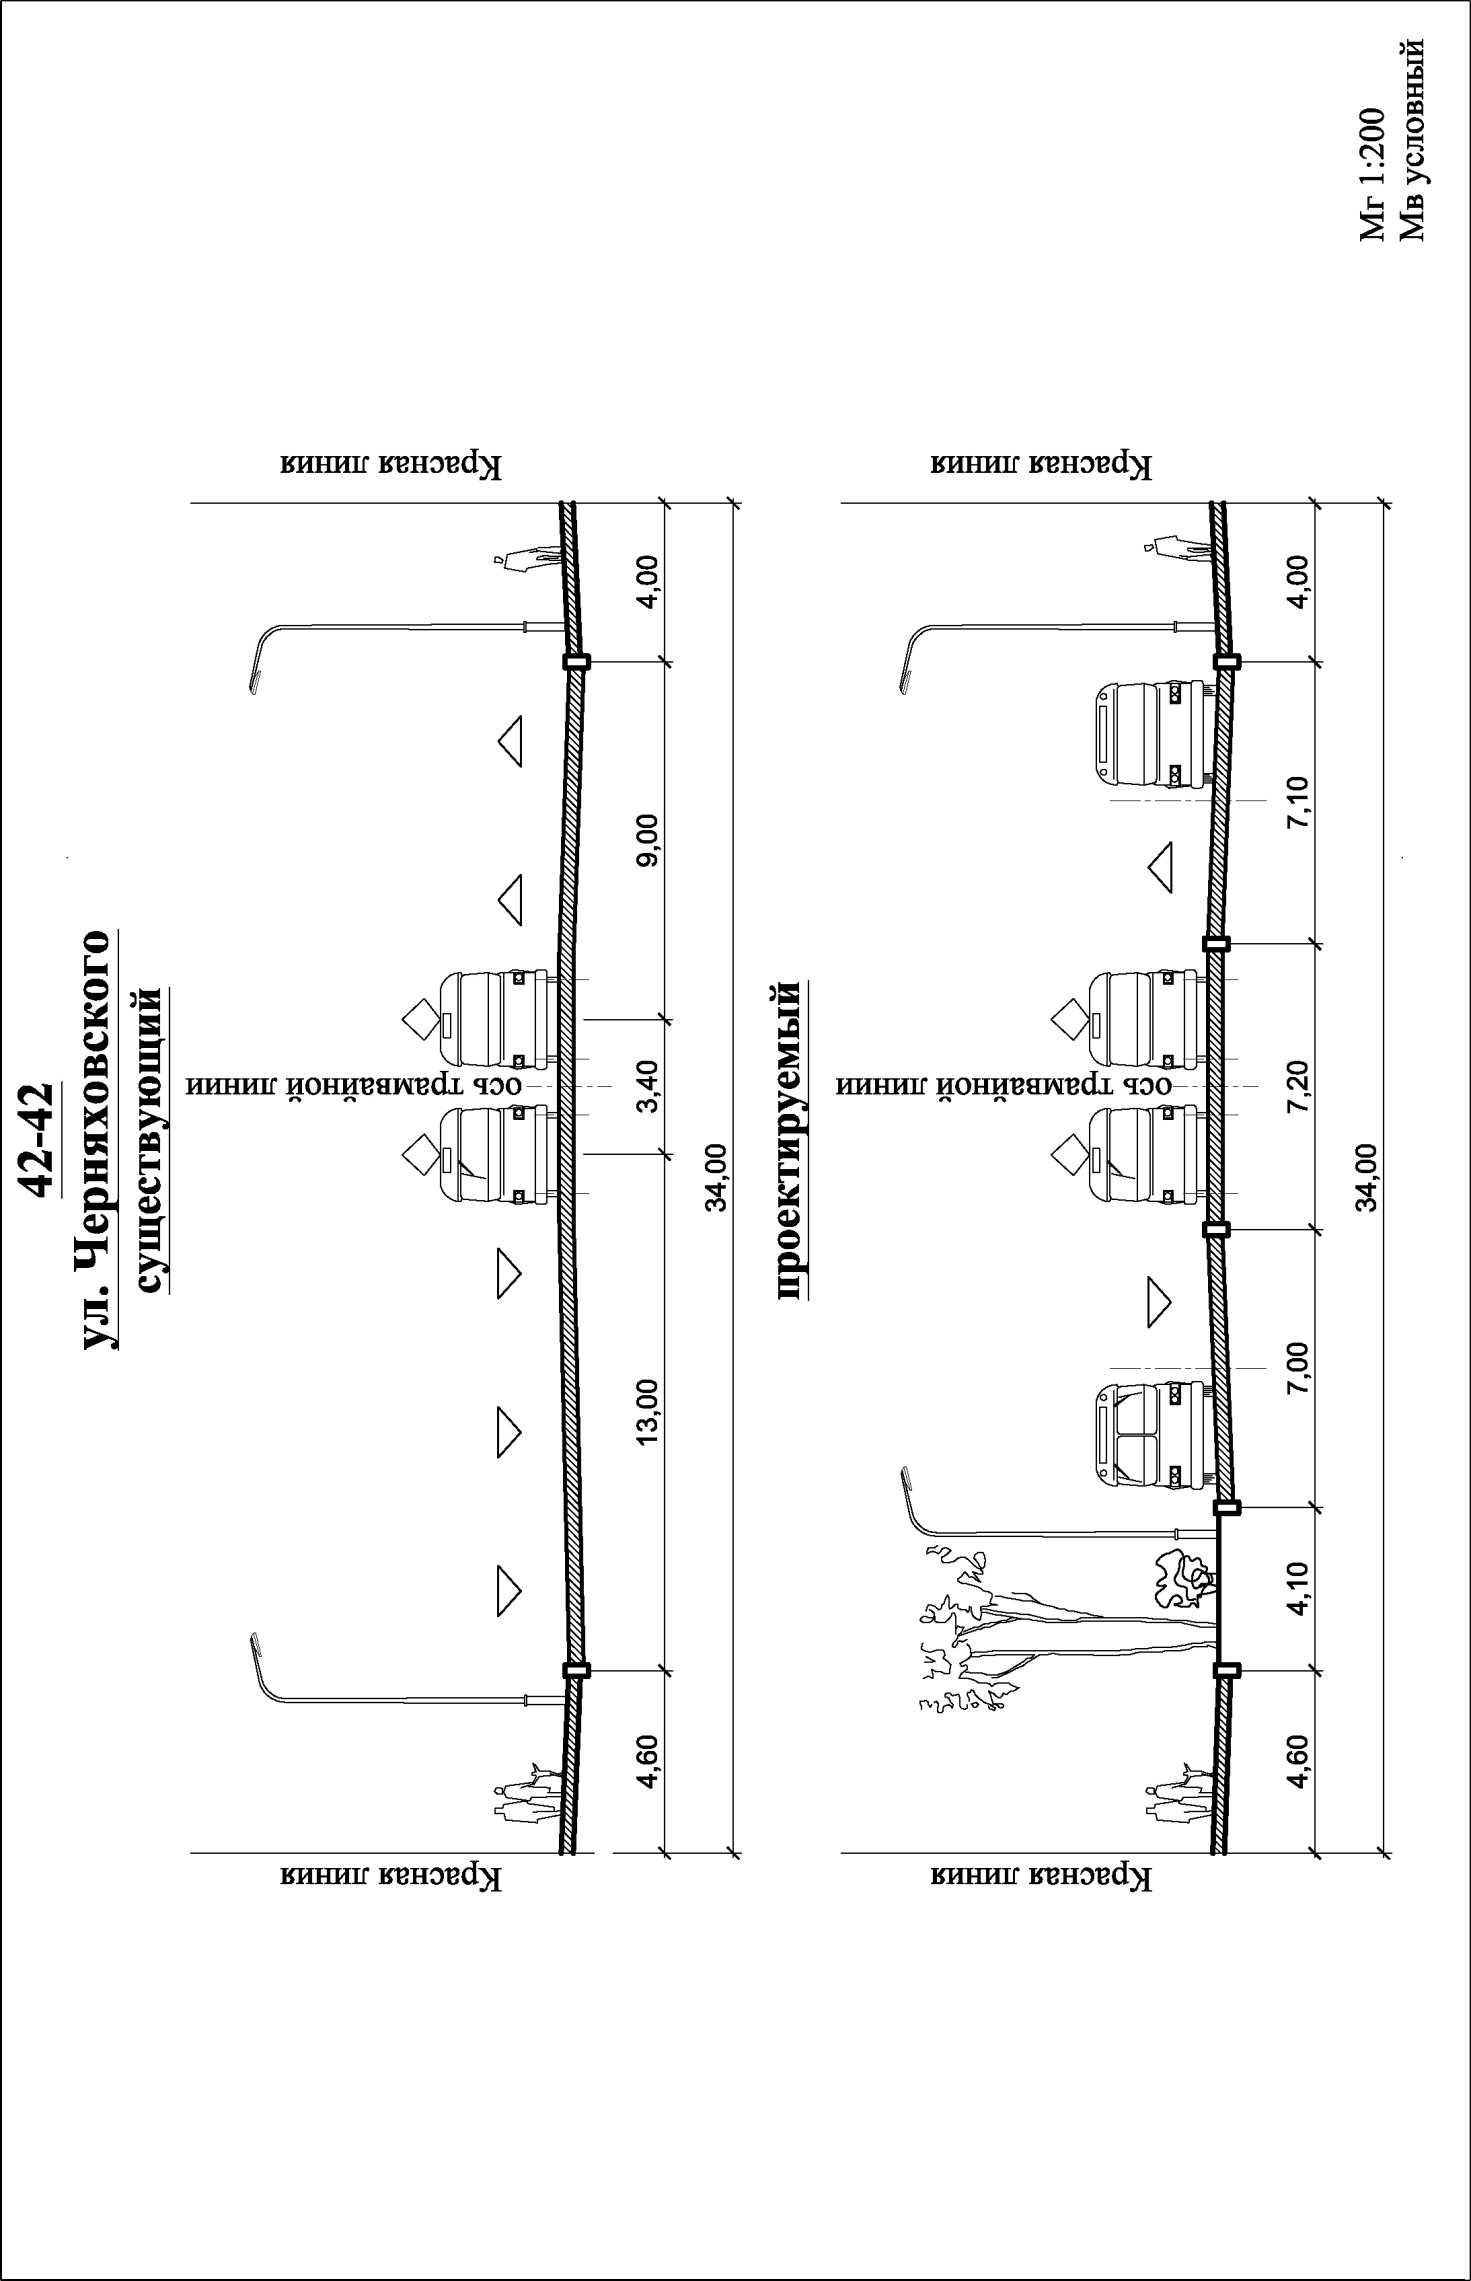 42-42
ул. Черняховского
существующий
Красная линия
ось трамвайной линии
Красная линия
4,60
13,00
3,40
9,00
4,00
34,00
проектируемый
Красная линия
ось трамвайной линии
Красная линия
4,60
4,10
7,00
7,20
7,10
4,00
34,00
Мг 1:200
Мв условный